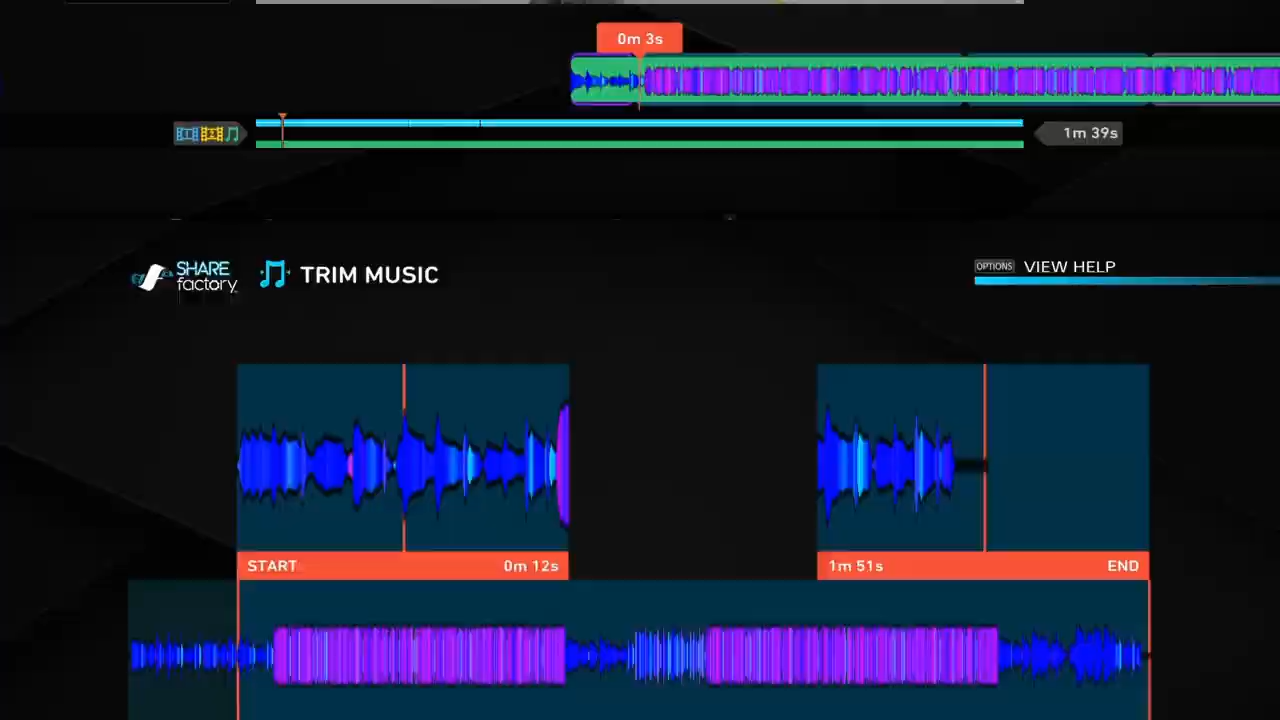 0m 3s
1m 39s
SHARE
factory
TRIM MUSIC
OPTIONS VIEW HELP
START 0m 12s
1m 51s END